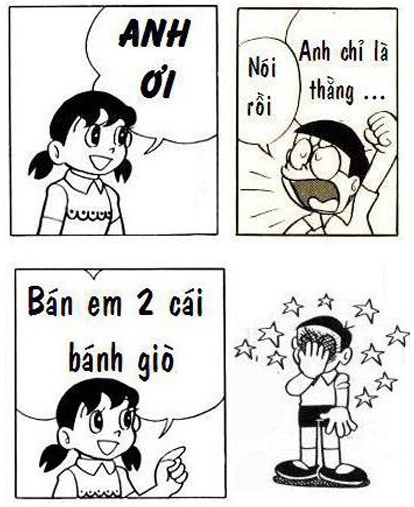 ANH
ƠI
Nói
rồi
Anh chỉ là
thằng ...
Bán em 2 cái
bánh giò